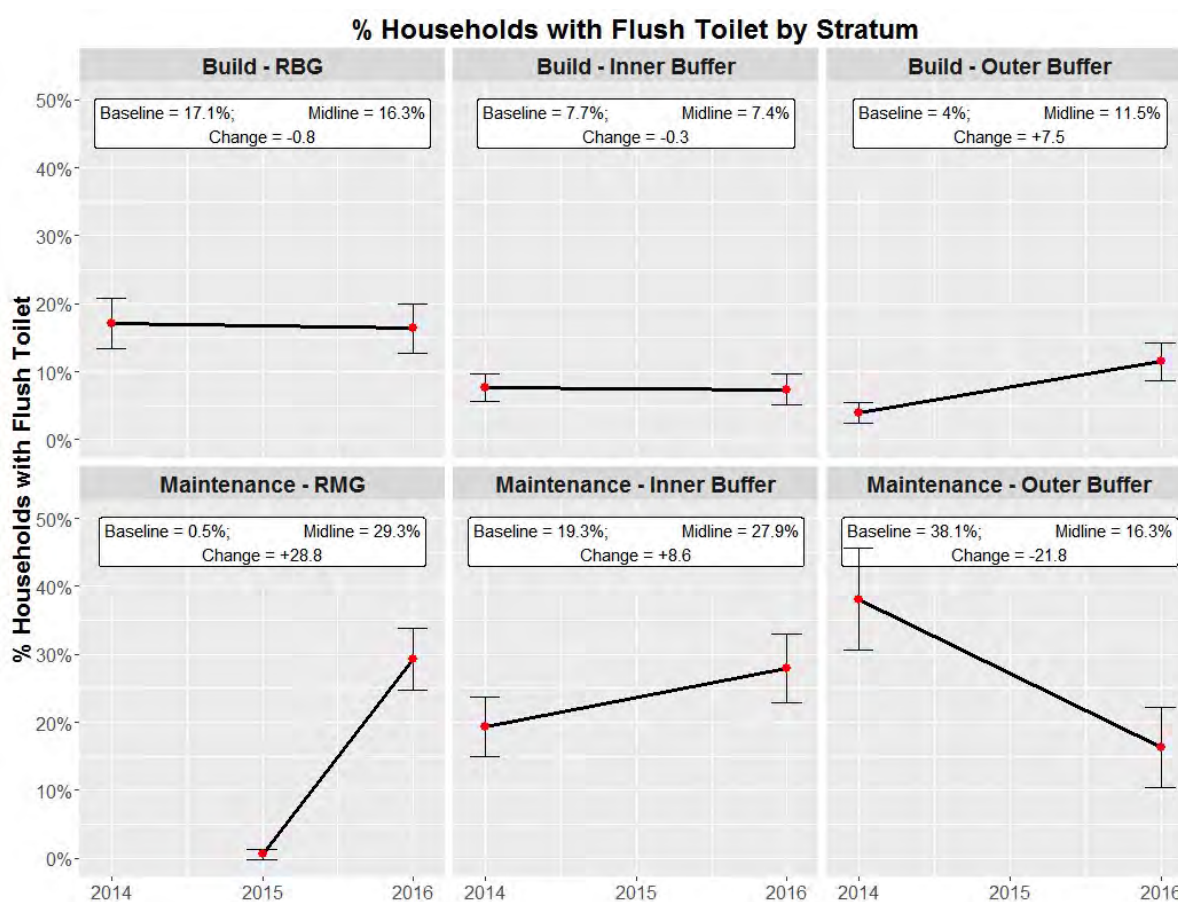 % Households with Flush Toilet by Stratum
Build - RBG
Build - Inner Buffer
Build - Outer Buffer
Baseline = 17.1%; Midline = 16.3%
Change = -0.8
Baseline = 7.7%; Midline = 7.4%
Change = -0.3
Baseline = 4%; Midline = 11.5%
Change = +7.5
50%
40%
30%
20%
10%
0%
% Households with Flush Toilet
Maintenance - RMG
Maintenance - Inner Buffer
Maintenance - Outer Buffer
Baseline = 0.5%; Midline = 29.3%
Change = +28.8
Baseline = 19.3%; Midline = 27.9%
Change = +8.6
Baseline = 38.1%; Midline = 16.3%
Change = -21.8
50%
40%
30%
20%
10%
0%
2014 2015 2016
2014 2015 2016
2014 2015 2016